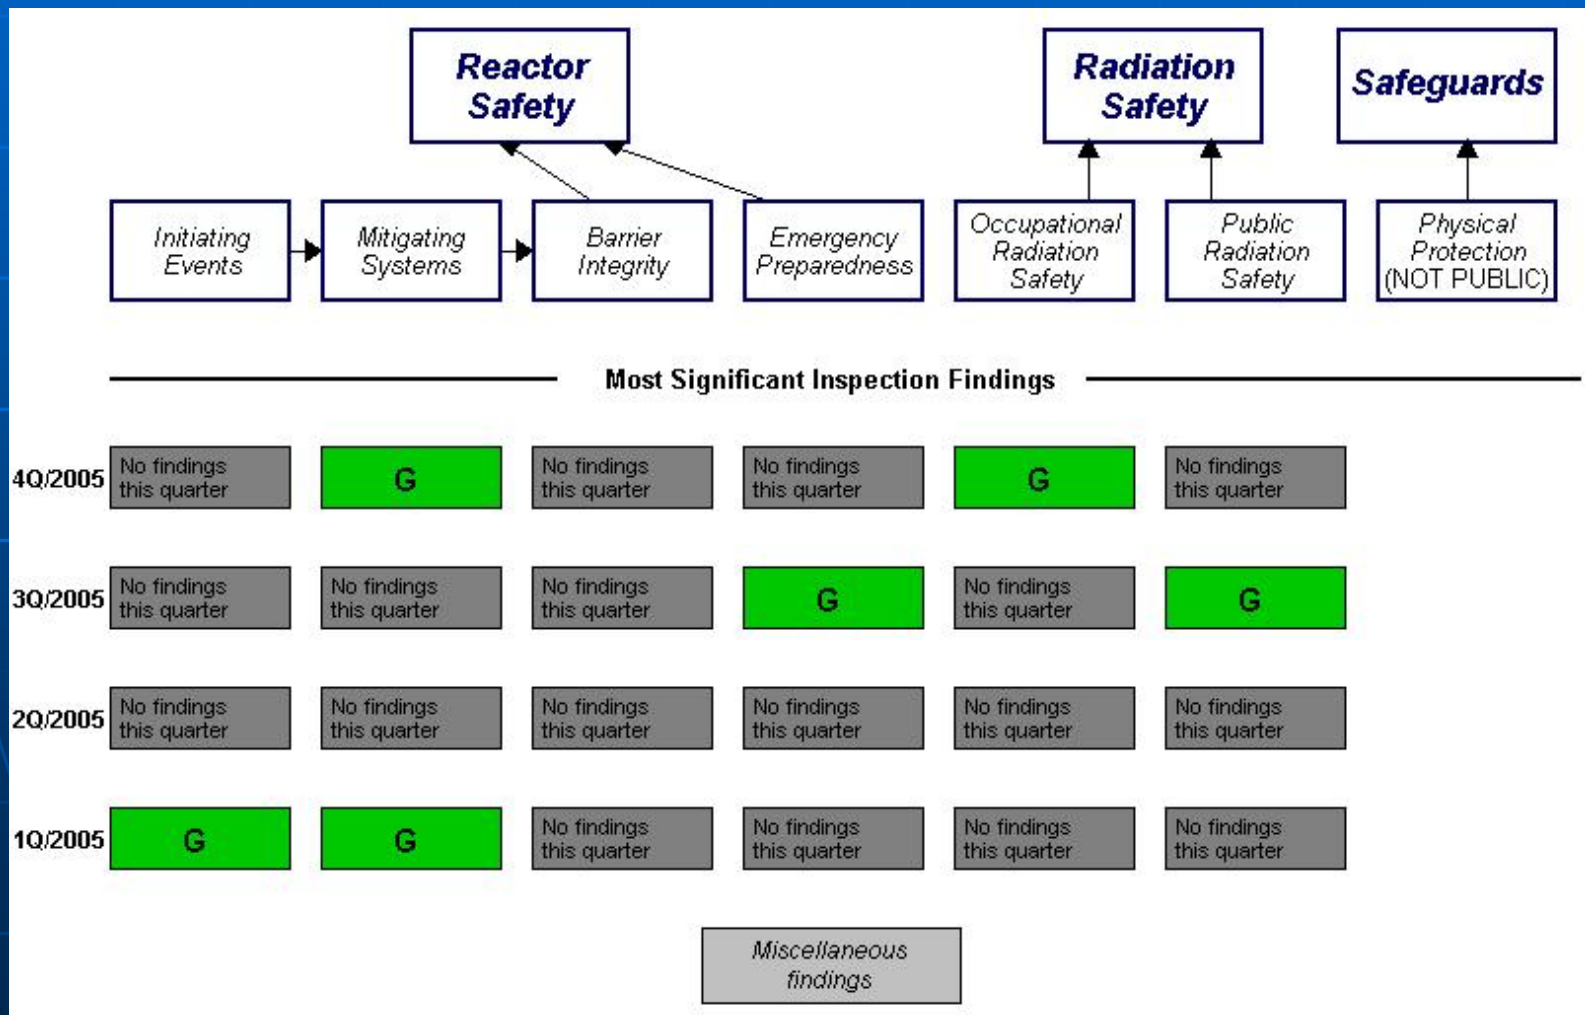 Reactor
Safety
Radiation
Safety
Safeguards
Initiating
Events
Mitigating
Systems
Barrier
Integrity
Emergency
Preparedness
Occupational
Radiation
Safety
Public
Radiation
Safety
Physical
Protection
(NOT PUBLIC)
Most Significant Inspection Findings
4Q/2005
No findings
this quarter
G
No findings
this quarter
No findings
this quarter
G
No findings
this quarter
3Q/2005
No findings
this quarter
No findings
this quarter
No findings
this quarter
G
No findings
this quarter
G
2Q/2005
No findings
this quarter
No findings
this quarter
No findings
this quarter
No findings
this quarter
No findings
this quarter
No findings
this quarter
1Q/2005
G
G
No findings
this quarter
No findings
this quarter
No findings
this quarter
No findings
this quarter
Miscellaneous
findings